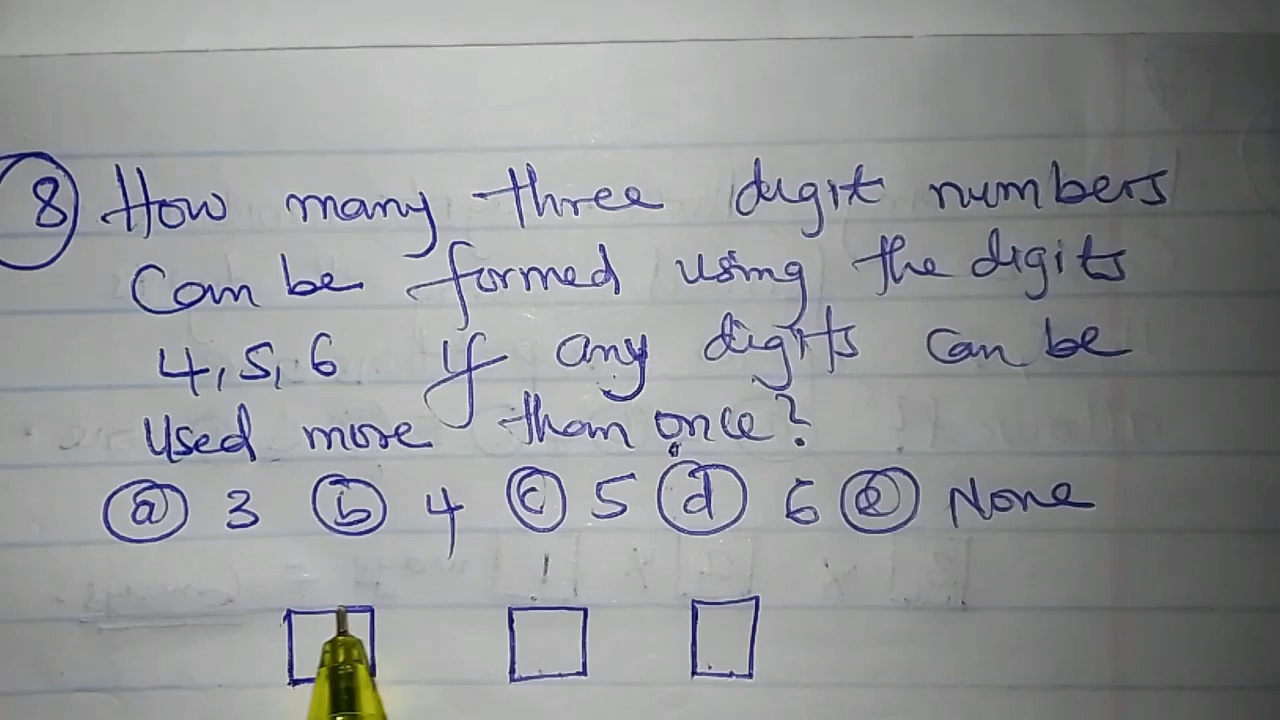 8 How many three digit numbers
Can be formed using the digits
4, 5, 6 if any digits can be
used more than once?
a 3 b 4 c 5 d 6 e None